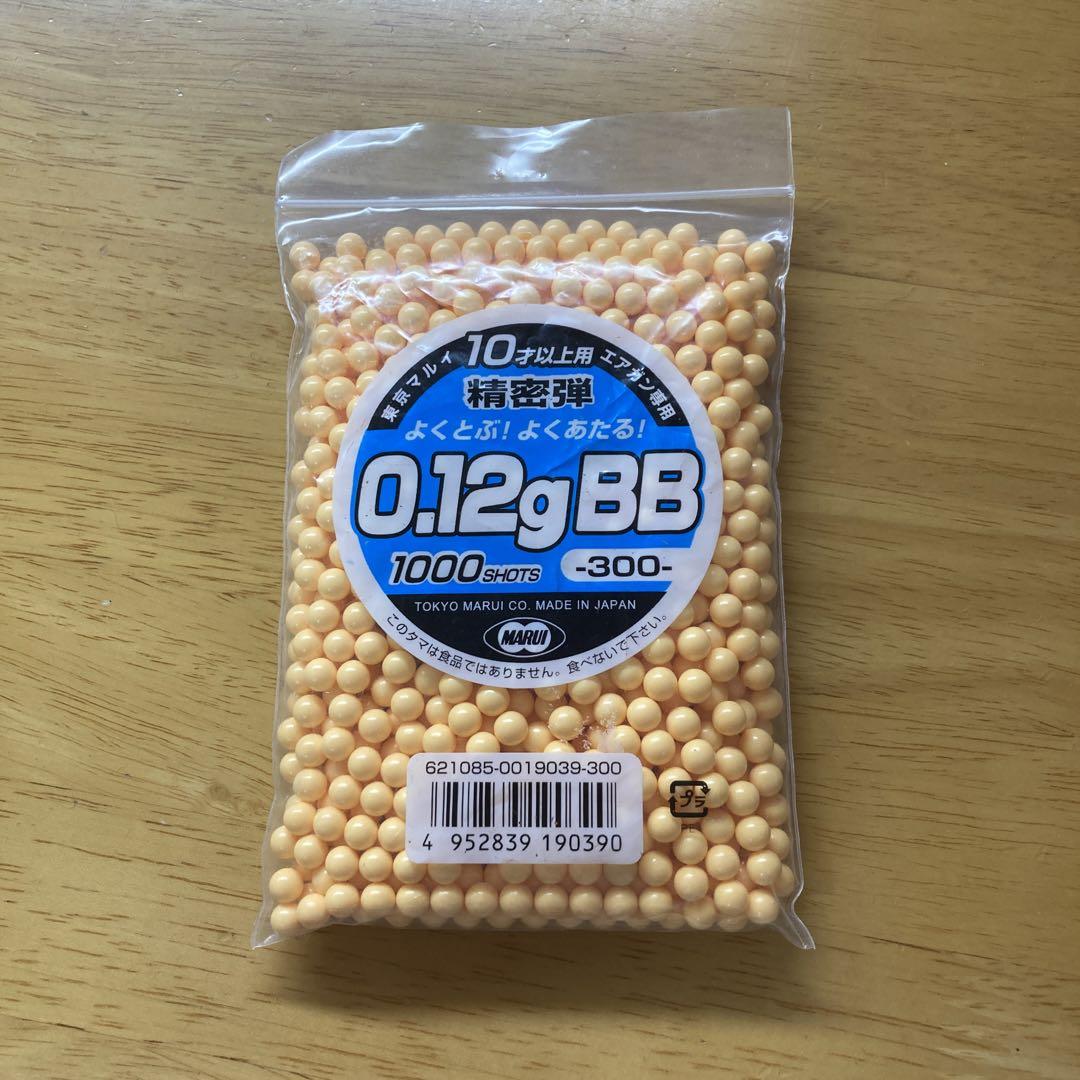 東京マルイ 10才以上用 エアガン専用
精密弾
よくとぶ! よくあたる!
0.12g BB
1000 SHOTS -300-
TOKYO MARUI CO. MADE IN JAPAN
MARUI
このタマは食品ではありません。食べないで下さい。
621085-0019039-300
4 952839 190390
プラ
PE